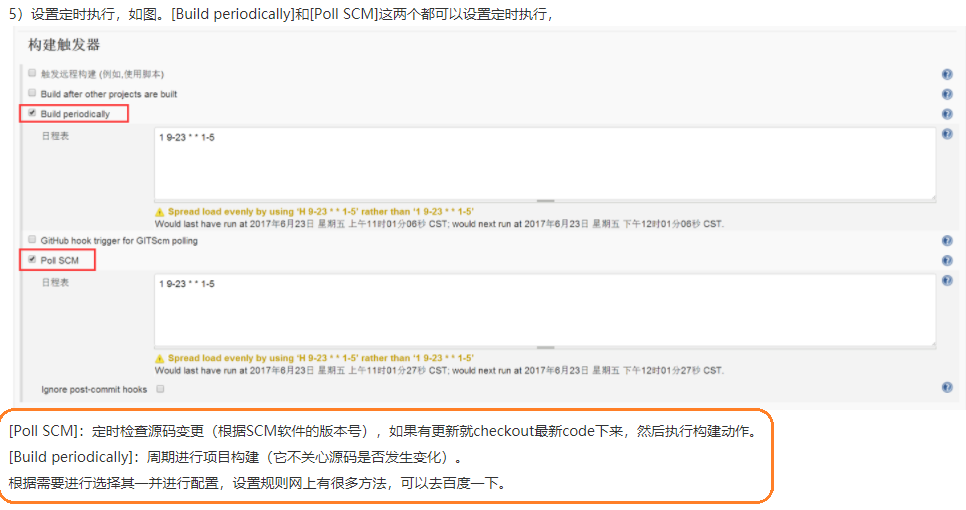 5）设置定时执行，如图。[Build periodically]和[Poll SCM]这两个都可以设置定时执行，
构建触发器
触发远程构建 (例如,使用脚本)
Build after other projects are built
Build periodically
日程表
1 9-23 * * 1-5
Spread load evenly by using 'H 9-23 * * 1-5' rather than '1 9-23 * * 1-5'
Would last have run at 2017年6月23日 星期五 上午11时01分06秒 CST; would next run at 2017年6月23日 星期五 下午12时01分06秒 CST.
GitHub hook trigger for GITScm polling
Poll SCM
日程表
1 9-23 * * 1-5
Spread load evenly by using 'H 9-23 * * 1-5' rather than '1 9-23 * * 1-5'
Would last have run at 2017年6月23日 星期五 上午11时01分27秒 CST; would next run at 2017年6月23日 星期五 下午12时01分27秒 CST.
Ignore post-commit hooks
[Poll SCM]：定时检查源码变更（根据SCM软件的版本号），如果有更新就checkout最新code下来，然后执行构建动作。
[Build periodically]：周期进行项目构建（它不关心源码是否发生变化）。
根据需要进行选择其一并进行配置，设置规则网上有很多方法，可以去百度一下。